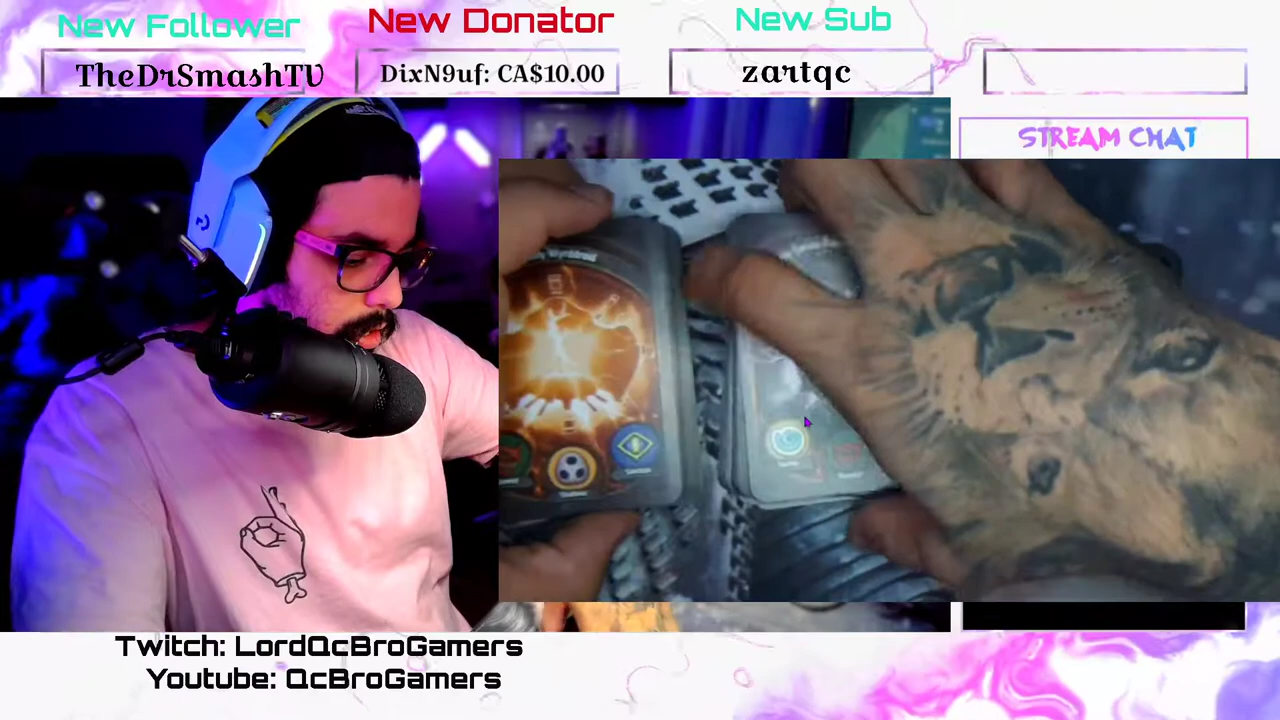 New Follower
New Donator
New Sub
TheDrSmashTV
DixN9uf: CA$10.00
zartqc
STREAM CHAT
Twitch: LordQcBroGamers
Youtube: QcBroGamers